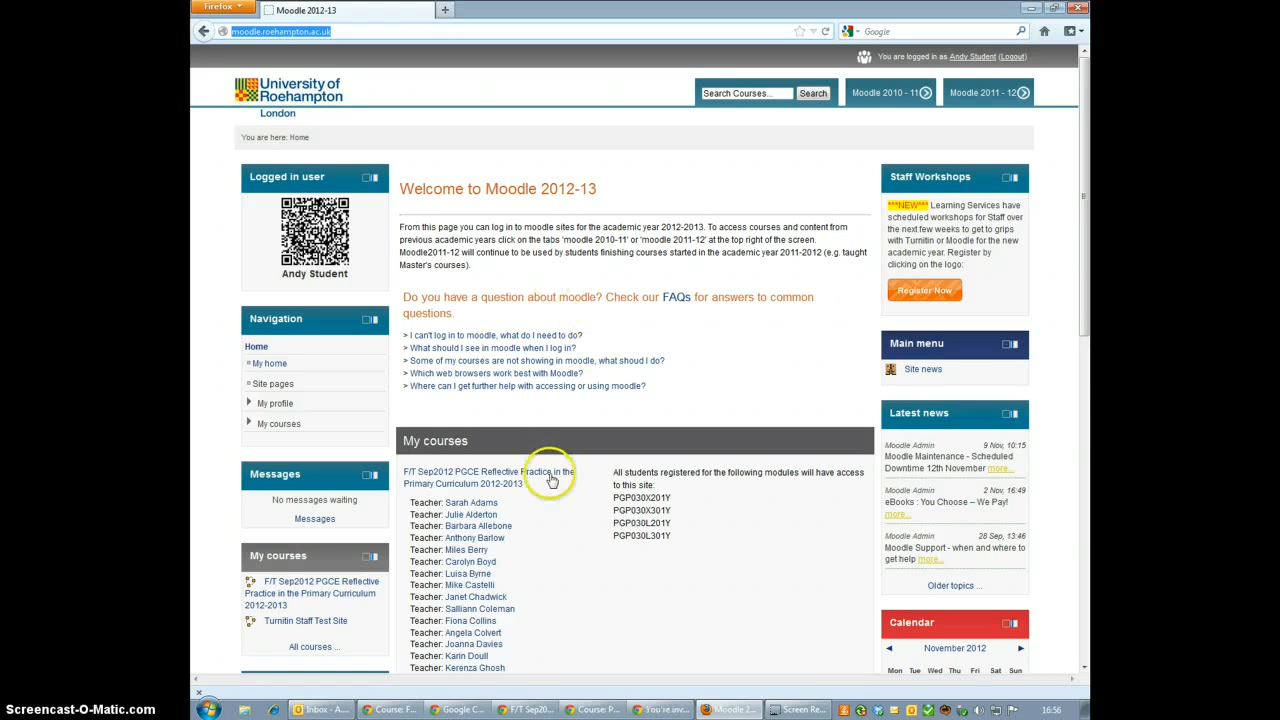 Firefox
Moodle 2012-13
moodle.roehampton.ac.uk
Google
You are logged in as Andy Student (Logout)
University of
Roehampton
London
Search Courses...
Search
Moodle 2010 - 11
Moodle 2011 - 12
You are here: Home
Logged in user
Andy Student
Navigation
Home
My home
Site pages
My profile
My courses
Messages
No messages waiting
Messages
My courses
F/T Sep2012 PGCE Reflective
Practice in the Primary Curriculum
2012-2013
Turnitin Staff Test Site
All courses ...
Welcome to Moodle 2012-13
From this page you can log in to moodle sites for the academic year 2012-2013. To access courses and content from
previous academic years click on the tabs 'moodle 2010-11' or 'moodle 2011-12' at the top right of the screen.
Moodle2011-12 will continue to be used by students finishing courses started in the academic year 2011-2012 (e.g. taught
Master's courses).
Do you have a question about moodle? Check our FAQs for answers to common
questions.
> I can't log in to moodle, what do I need to do?
> What should I see in moodle when I log in?
> Some of my courses are not showing in moodle, what shoud I do?
> Which web browsers work best with Moodle?
> Where can I get further help with accessing or using moodle?
My courses
F/T Sep2012 PGCE Reflective Practice in the
Primary Curriculum 2012-2013
Teacher: Sarah Adams
Teacher: Julie Alderton
Teacher: Barbara Allebone
Teacher: Anthony Barlow
Teacher: Miles Berry
Teacher: Carolyn Boyd
Teacher: Luisa Byrne
Teacher: Mike Castelli
Teacher: Janet Chadwick
Teacher: Salliann Coleman
Teacher: Fiona Collins
Teacher: Angela Colvert
Teacher: Joanna Davies
Teacher: Karin Doull
Teacher: Kerenza Ghosh
All students registered for the following modules will have access
to this site:
PGP030X201Y
PGP030X301Y
PGP030L201Y
PGP030L301Y
Staff Workshops
***NEW*** Learning Services have
scheduled workshops for Staff over
the next few weeks to get to grips
with Turnitin or Moodle for the new
academic year. Register by
clicking on the logo:
Register Now
Main menu
Site news
Latest news
Moodle Admin 9 Nov, 10:15
Moodle Maintenance - Scheduled
Downtime 12th November more...
Moodle Admin 2 Nov, 16:49
eBooks : You Choose – We Pay!
more...
Moodle Admin 28 Sep, 13:46
Moodle Support - when and where to
get help more...
Older topics ...
Calendar
November 2012
Mon Tue Wed Thu Fri Sat Sun
Inbox - A...
Course: F...
Google C...
F/T Sep20...
Course: P...
You're inv...
Moodle 2...
Screen Re...
16:56
Screencast-O-Matic.com